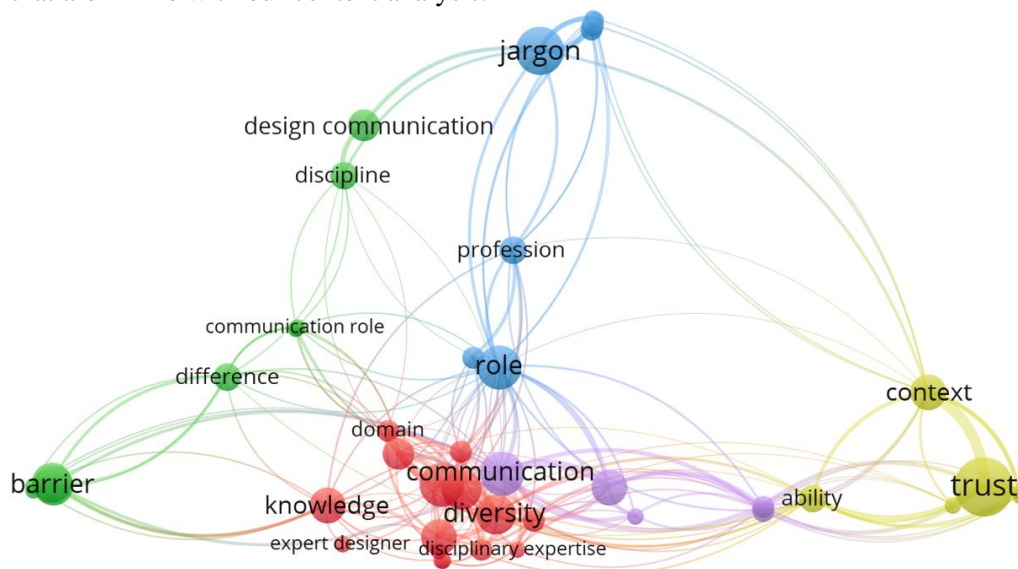 jargon
design communication
discipline
profession
communication role
difference
role
context
domain
communication
barrier
ability
trust
knowledge
diversity
expert designer
disciplinary expertise